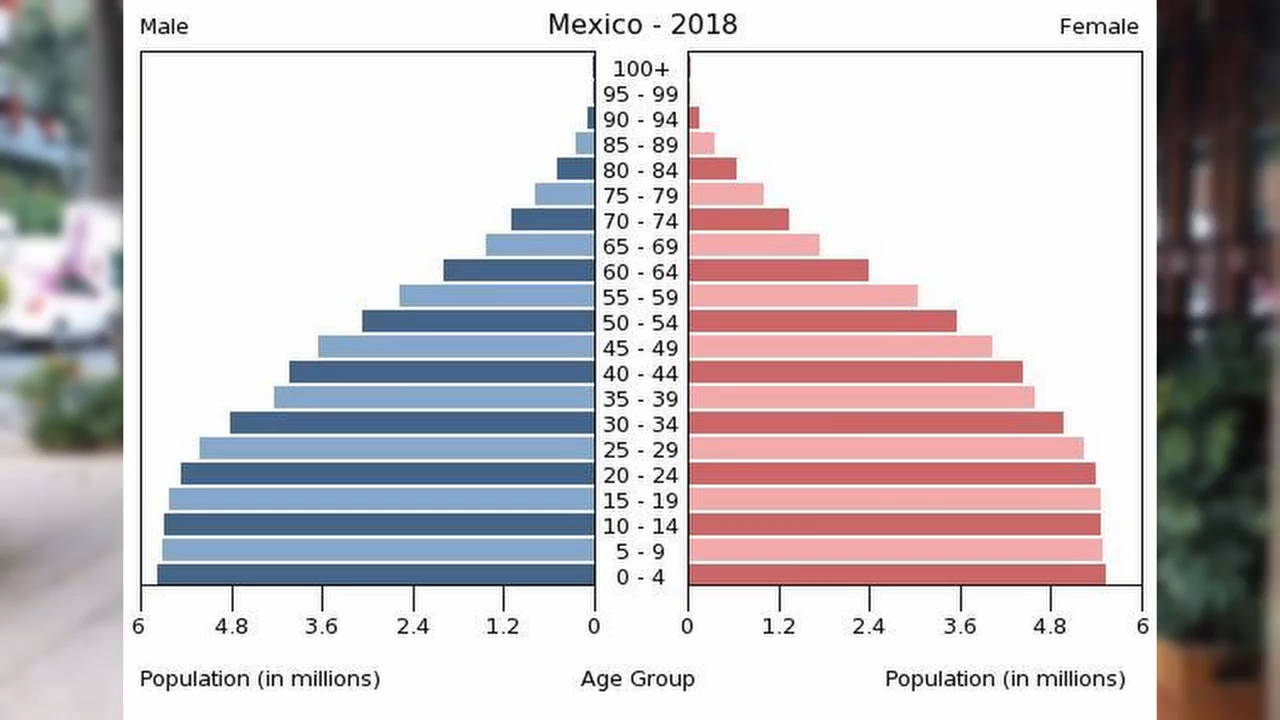 Male Mexico - 2018 Female
100+
95 - 99
90 - 94
85 - 89
80 - 84
75 - 79
70 - 74
65 - 69
60 - 64
55 - 59
50 - 54
45 - 49
40 - 44
35 - 39
30 - 34
25 - 29
20 - 24
15 - 19
10 - 14
5 - 9
0 - 4
6 4.8 3.6 2.4 1.2 0 0 1.2 2.4 3.6 4.8 6
Population (in millions) Age Group Population (in millions)